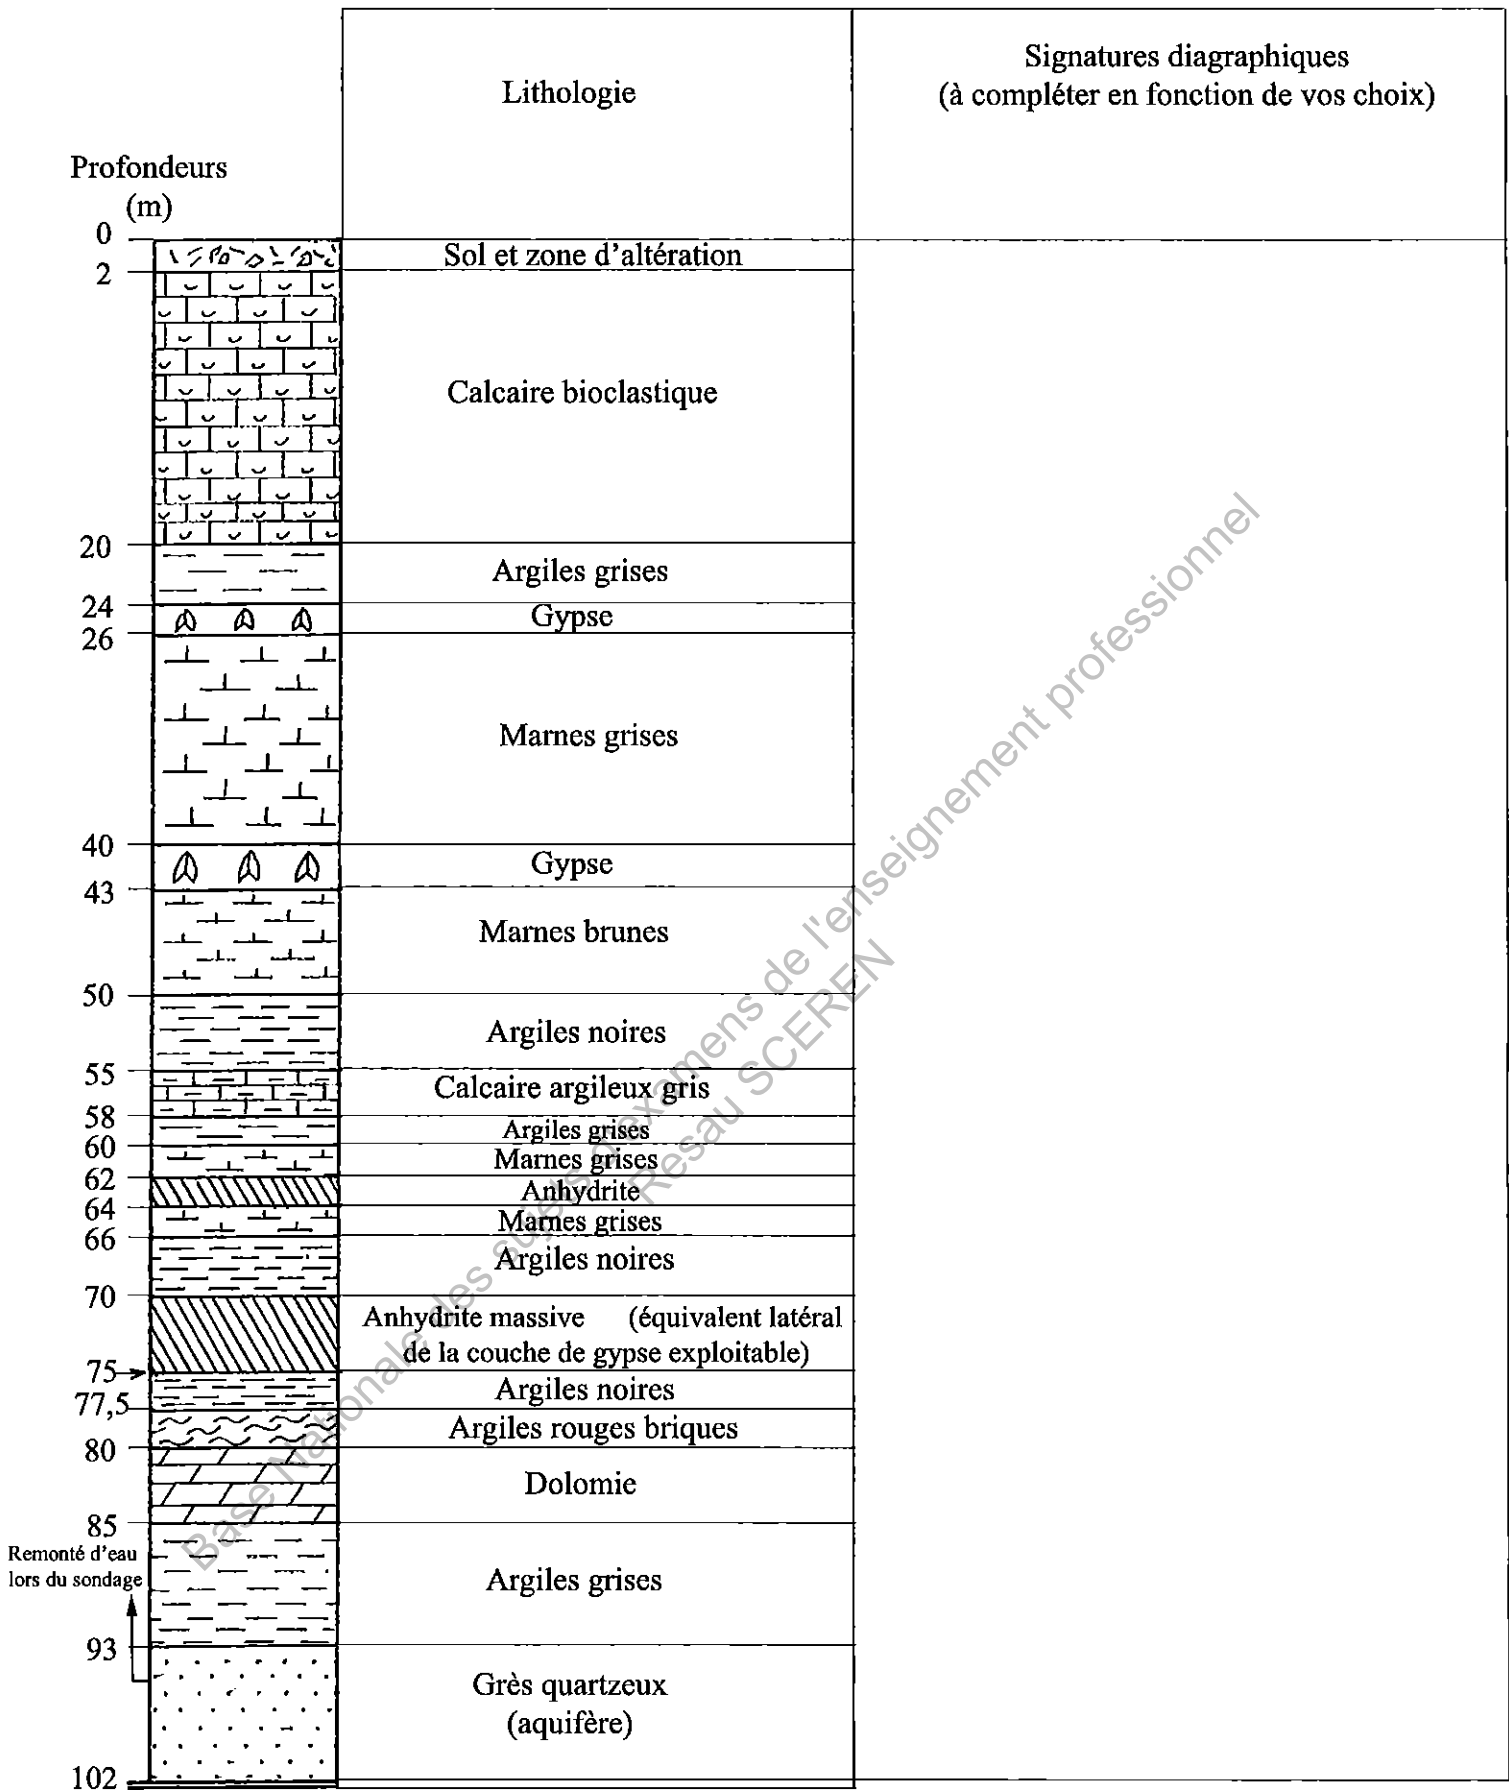 Lithologie
Signatures diagraphiques
(à compléter en fonction de vos choix)
Profondeurs
(m)
0
Sol et zone d'altération
2
Calcaire bioclastique
20
Argiles grises
24
Gypse
26
Marnes grises
40
Gypse
43
Marnes brunes
50
Argiles noires
55
Calcaire argileux gris
58
Argiles grises
60
Marnes grises
62
Anhydrite
64
Marnes grises
66
Argiles noires
70
Anhydrite massive (équivalent latéral
de la couche de gypse exploitable)
75
Argiles noires
77,5
Argiles rouges briques
80
Dolomie
85
Remonté d'eau
lors du sondage
Argiles grises
93
Grès quartzeux
(aquifère)
102
Base Nationale des sujets d'examens de l'enseignement professionnel
Resau SCEREN